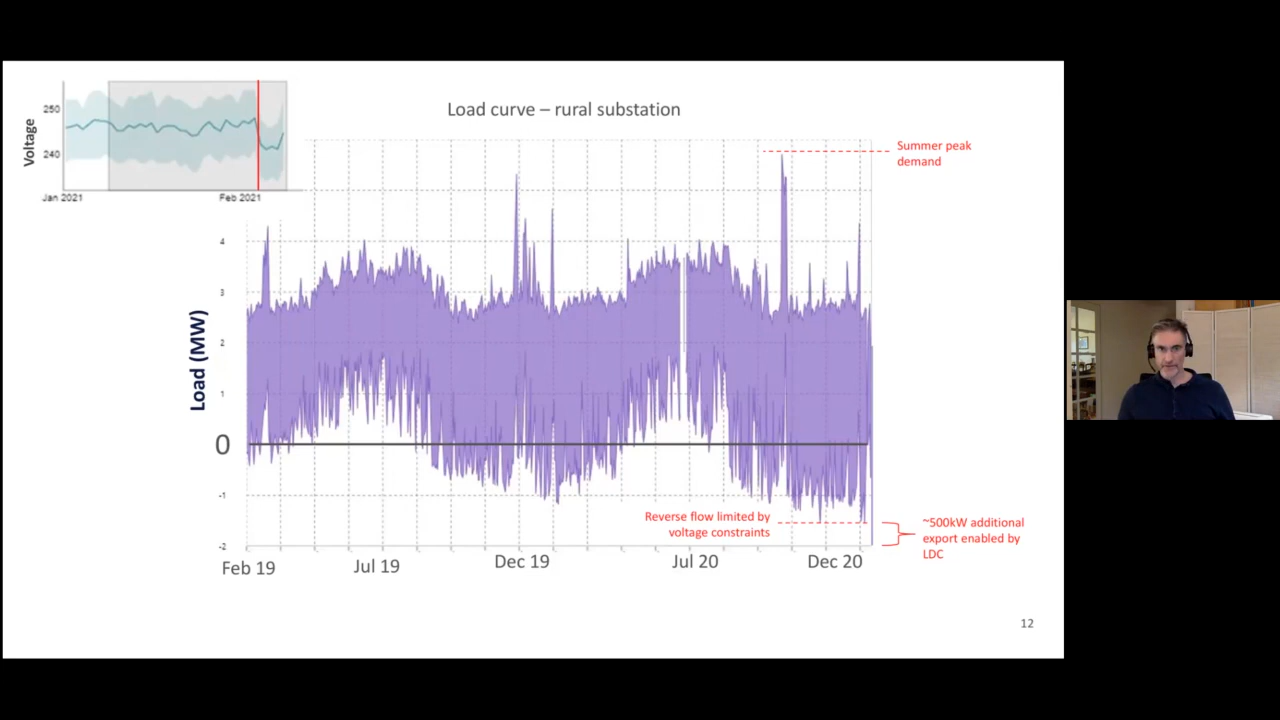 Load curve – rural substation
Voltage
250
240
Jan 2021
Feb 2021
Summer peak
demand
Load (MW)
4
3
2
1
0
-1
-2
Reverse flow limited by
voltage constraints
~500kW additional
export enabled by
LDC
Feb 19
Jul 19
Dec 19
Jul 20
Dec 20
12